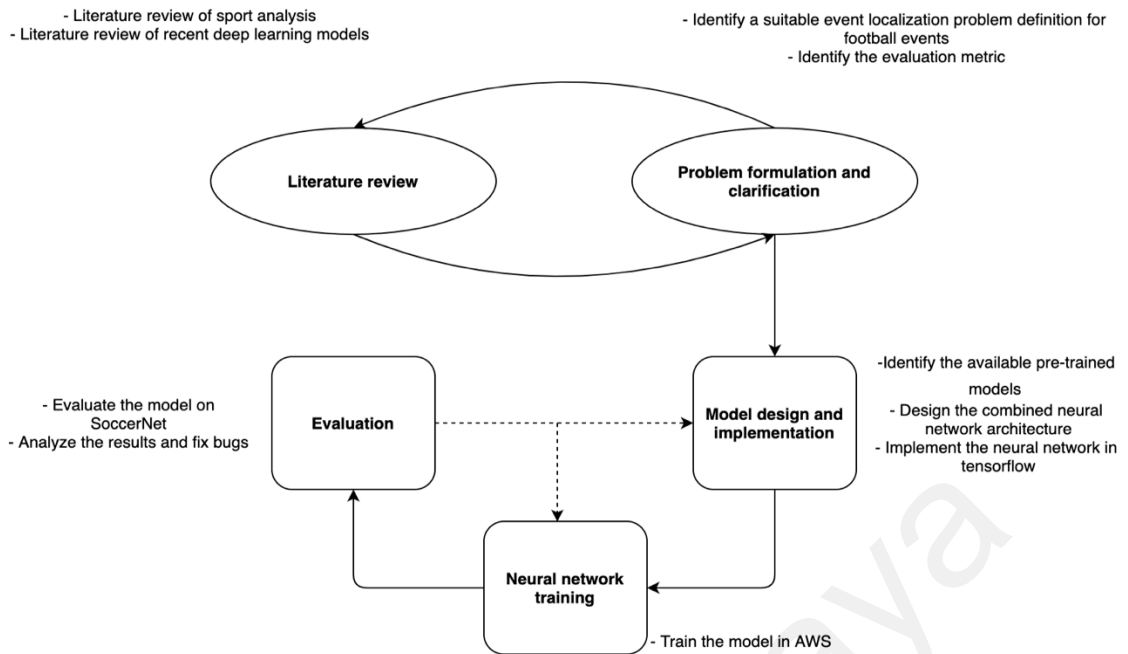 - Literature review of sport analysis
- Literature review of recent deep learning models
- Identify a suitable event localization problem definition for
football events
- Identify the evaluation metric
Literature review
Problem formulation and
clarification
- Evaluate the model on
SoccerNet
- Analyze the results and fix bugs
Evaluation
Model design and
implementation
-Identify the available pre-trained
models
- Design the combined neural
network architecture
- Implement the neural network in
tensorflow
Neural network
training
- Train the model in AWS
aya